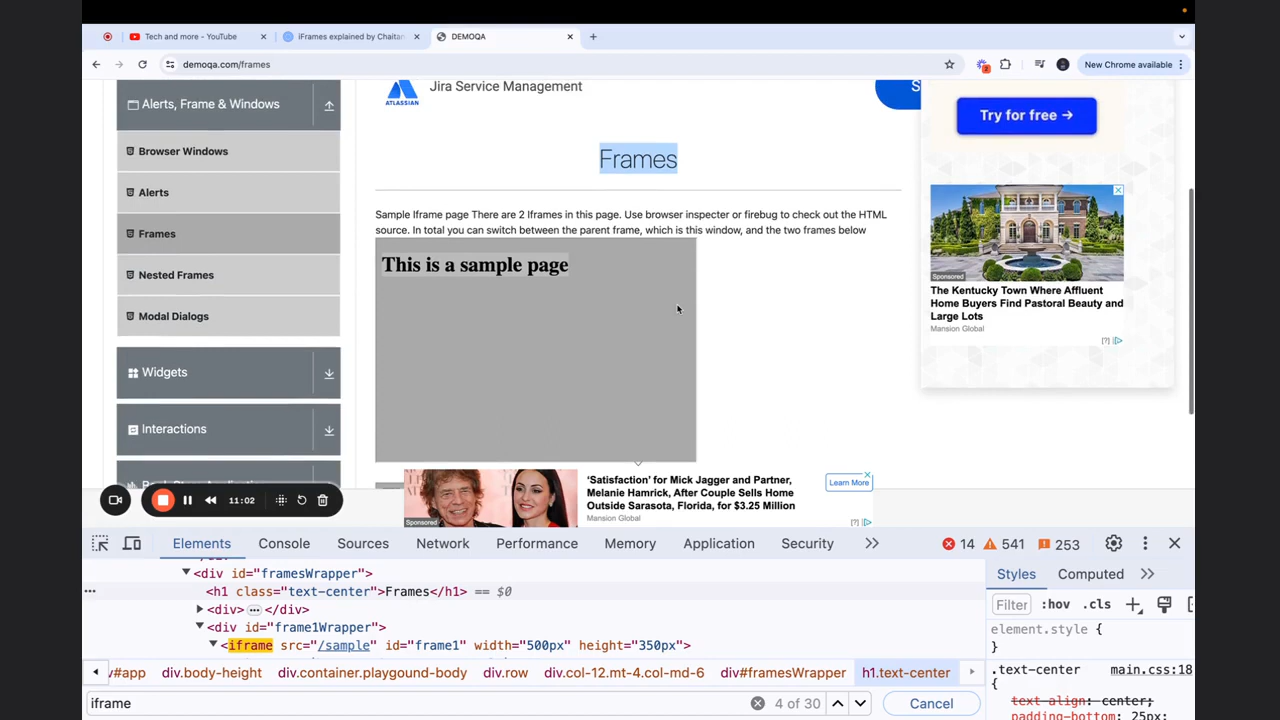 Tech and more - YouTube
iFrames explained by Chaitan
DEMOQA
demoqa.com/frames
New Chrome available
Alerts, Frame & Windows
Browser Windows
Alerts
Frames
Nested Frames
Modal Dialogs
Widgets
Interactions
ATLASSIAN
Jira Service Management
S
Frames
Sample Iframe page There are 2 Iframes in this page. Use browser inspecter or firebug to check out the HTML
source. In total you can switch between the parent frame, which is this window, and the two frames below
This is a sample page
Try for free →
Sponsored
The Kentucky Town Where Affluent
Home Buyers Find Pastoral Beauty and
Large Lots
Mansion Global
[?]
Sponsored
‘Satisfaction’ for Mick Jagger and Partner,
Melanie Hamrick, After Couple Sells Home
Outside Sarasota, Florida, for $3.25 Million
Mansion Global
Learn More
[?]
11:02
Elements Console Sources Network Performance Memory Application Security 14 541 253
<div id="framesWrapper">
<h1 class="text-center">Frames</h1> == $0
<div> … </div>
<div id="frame1Wrapper">
<iframe src="/sample" id="frame1" width="500px" height="350px">
v#app div.body-height div.container.playgound-body div.row div.col-12.mt-4.col-md-6 div#framesWrapper h1.text-center
iframe 4 of 30 Cancel
Styles Computed
Filter :hov .cls
element.style {
}
.text-center main.css:18
{
text-align: center;
padding-bottom: 25px;